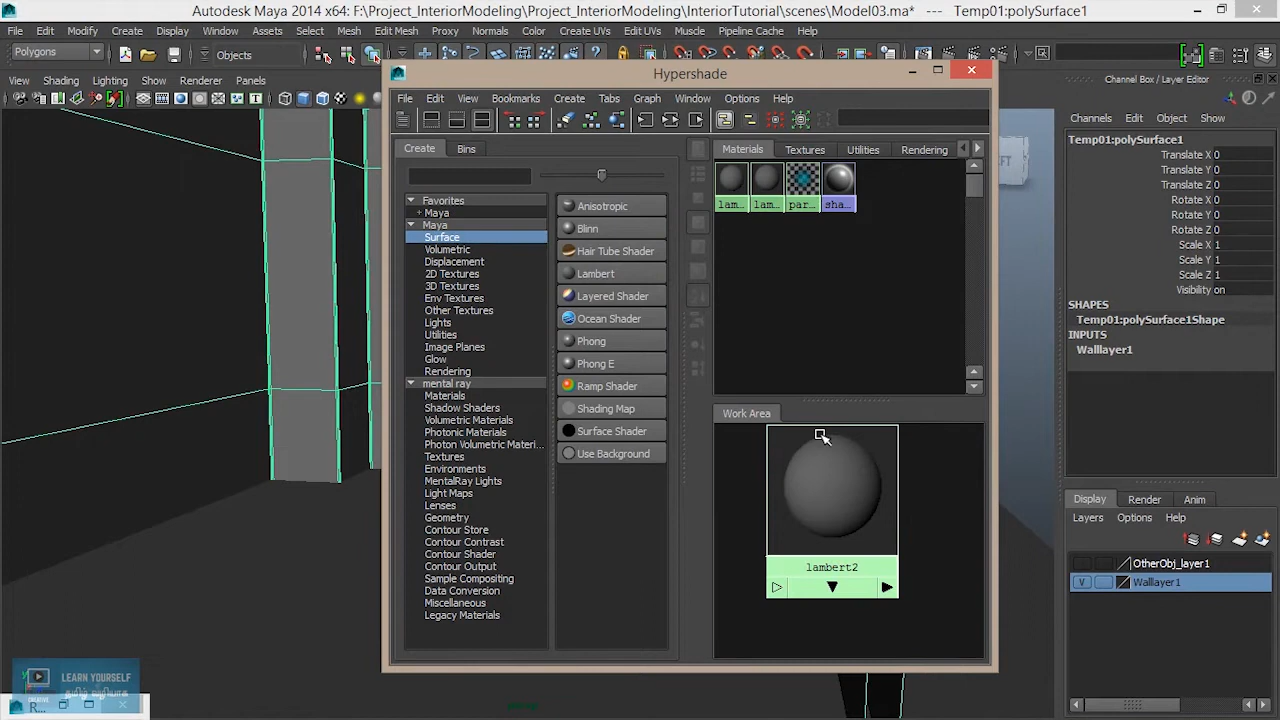 Autodesk Maya 2014 x64: F:\Project_InteriorModeling\Project_InteriorModeling\InteriorTutorial\scenes\Model03.ma* --- Temp01:polySurface1
File Edit Modify Create Display Window Assets Select Mesh Edit Mesh Proxy Normals Color Create UVs Edit UVs Muscle Pipeline Cache Help
Polygons
Objects
View Shading Lighting Show Renderer Panels
Hypershade
File Edit View Bookmarks Create Tabs Graph Window Options Help
Create Bins
Favorites
+ Maya
Maya
Surface
Volumetric
Displacement
2D Textures
3D Textures
Env Textures
Other Textures
Lights
Utilities
Image Planes
Glow
Rendering
mental ray
Materials
Shadow Shaders
Volumetric Materials
Photonic Materials
Photon Volumetric Materi...
Textures
Environments
MentalRay Lights
Light Maps
Lenses
Geometry
Contour Store
Contour Contrast
Contour Shader
Contour Output
Sample Compositing
Data Conversion
Miscellaneous
Legacy Materials
Anisotropic
Blinn
Hair Tube Shader
Lambert
Layered Shader
Ocean Shader
Phong
Phong E
Ramp Shader
Shading Map
Surface Shader
Use Background
Materials Textures Utilities Rendering
lam... lam... par... sha...
Work Area
lambert2
Channel Box / Layer Editor
Channels Edit Object Show
Temp01:polySurface1
Translate X 0
Translate Y 0
Translate Z 0
Rotate X 0
Rotate Y 0
Rotate Z 0
Scale X 1
Scale Y 1
Scale Z 1
Visibility on
SHAPES
Temp01:polySurface1Shape
INPUTS
Walllayer1
Display Render Anim
Layers Options Help
OtherObj_layer1
V Walllayer1
LEARN YOURSELF
தமிழ் வழியாக
CREATIVE
R...